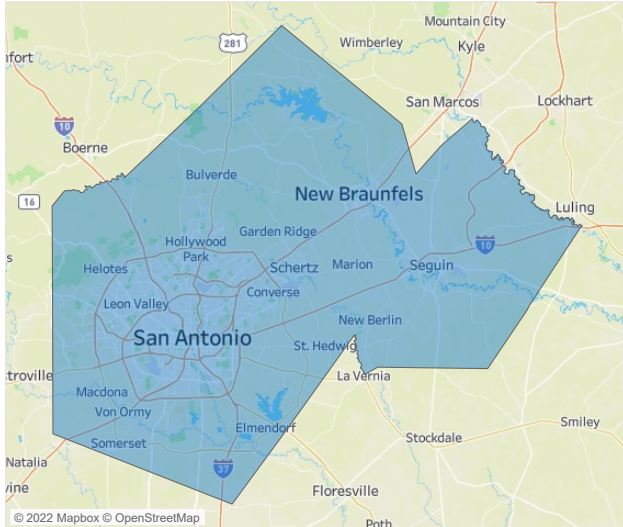 Mountain City
281
Wimberley
Kyle
nfort
San Marcos
Lockhart
10
Boerne
Bulverde
16
New Braunfels
Luling
Garden Ridge
Hollywood
Park
10
s
Helotes
Schertz
Marion
Seguin
Converse
Leon Valley
New Berlin
San Antonio
St. Hedwig
stroville
La Vernia
Macdona
Von Ormy
Smiley
Elmendorf
Stockdale
Somerset
Natalia
37
vine
Floresville
© 2022 Mapbox © OpenStreetMap
Poth